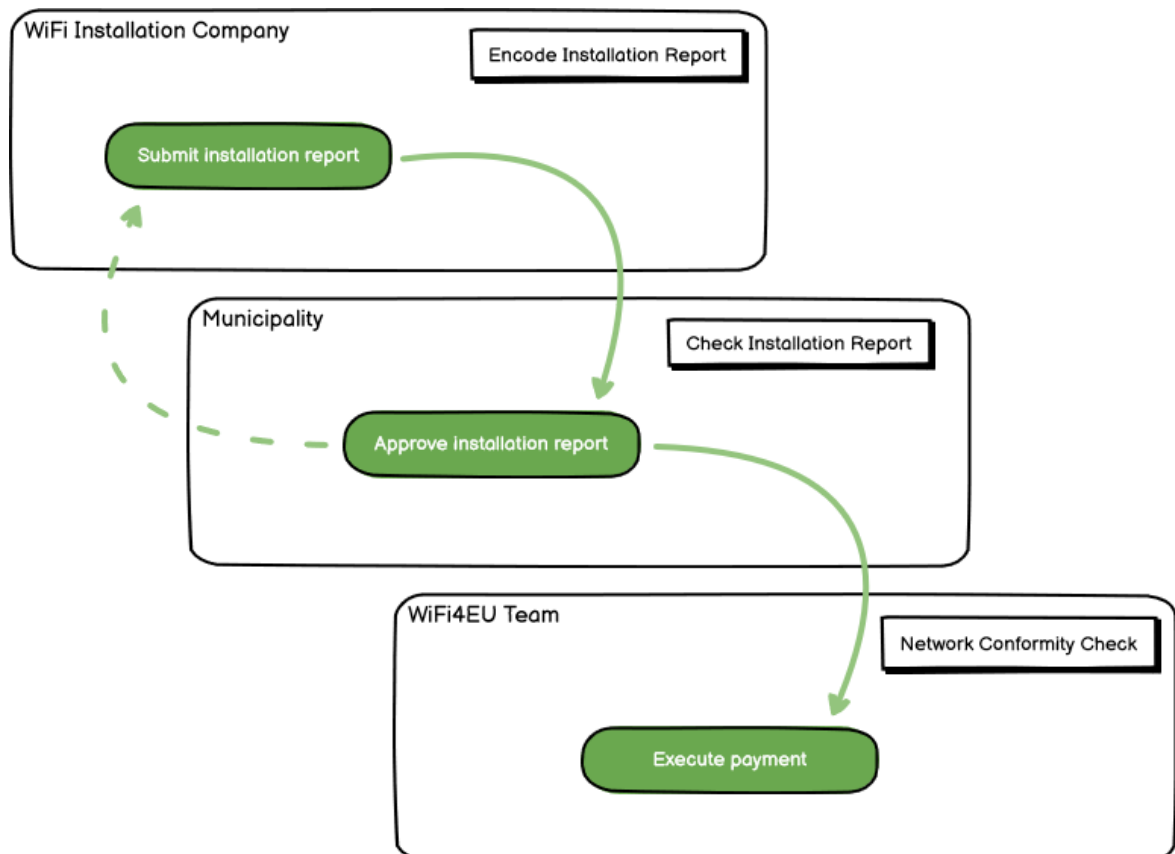 WiFi Installation Company
Encode Installation Report
Submit installation report
Municipality
Check Installation Report
Approve installation report
WiFi4EU Team
Network Conformity Check
Execute payment